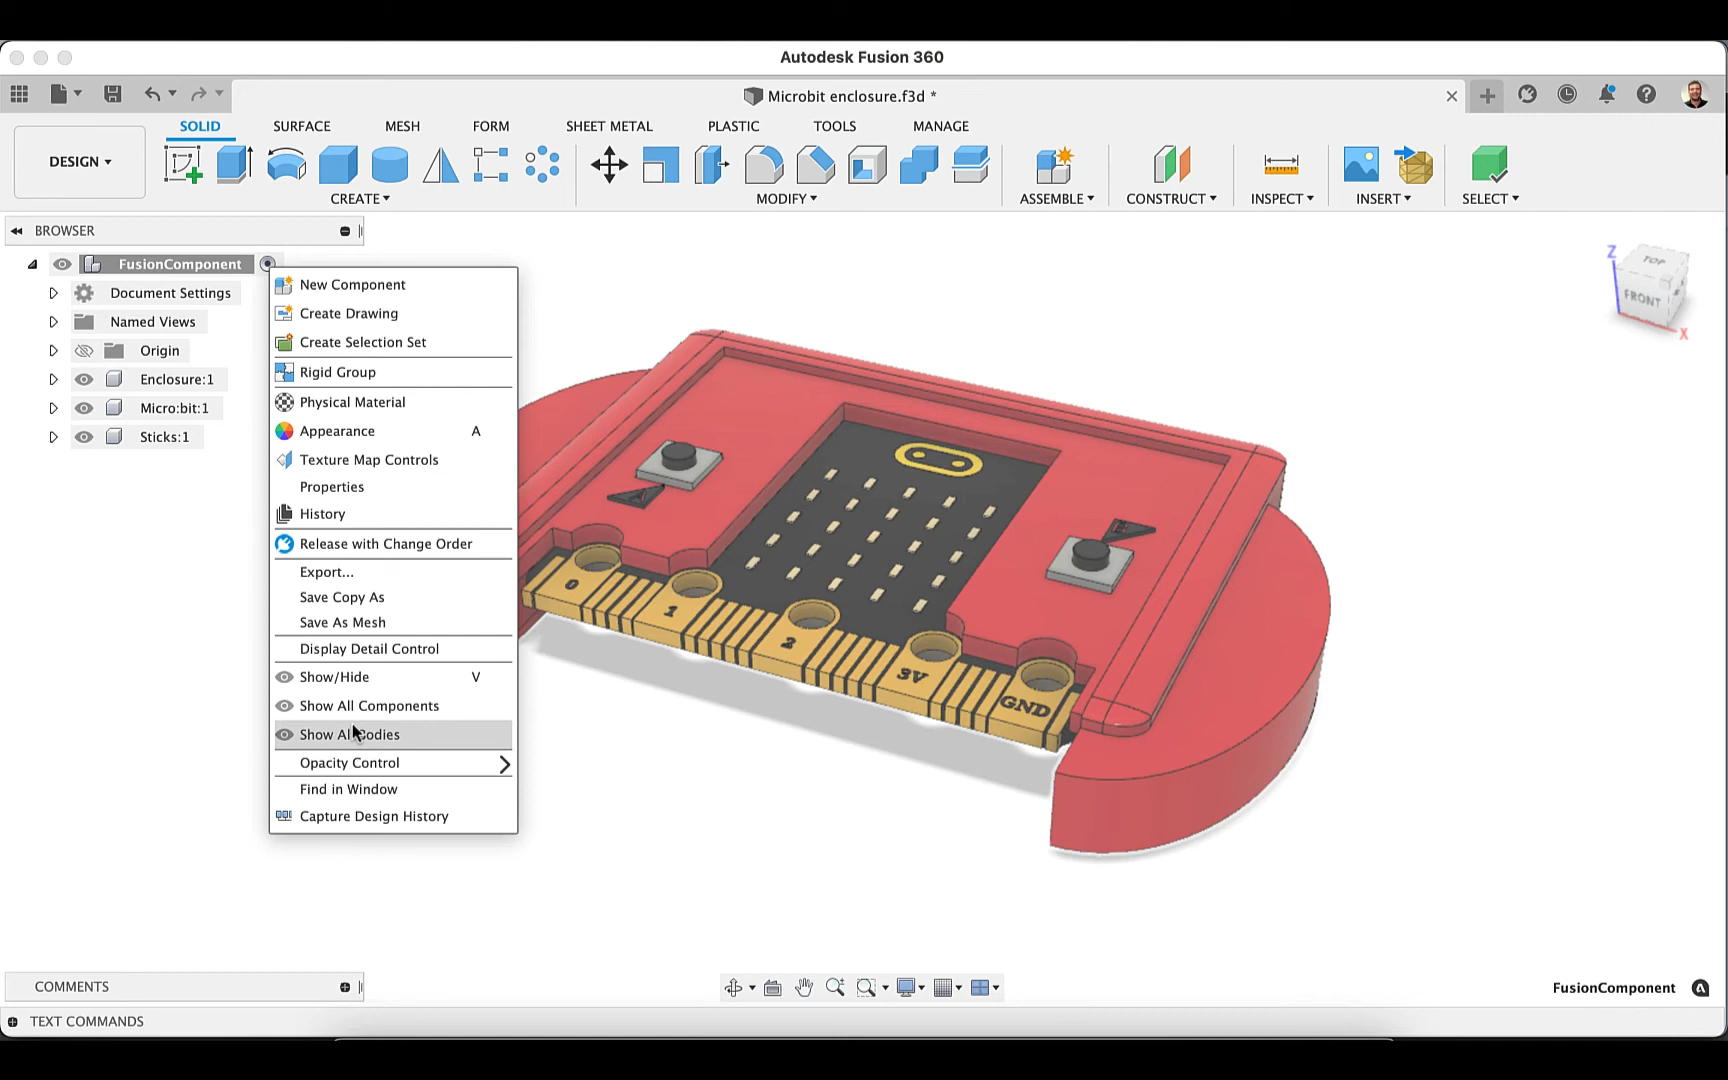 Autodesk Fusion 360
Microbit enclosure.f3d *
SOLID SURFACE MESH FORM SHEET METAL PLASTIC TOOLS MANAGE
DESIGN
CREATE MODIFY ASSEMBLE CONSTRUCT INSPECT INSERT SELECT
BROWSER
FusionComponent
Document Settings
Named Views
Origin
Enclosure:1
Micro:bit:1
Sticks:1
New Component
Create Drawing
Create Selection Set
Rigid Group
Physical Material
Appearance A
Texture Map Controls
Properties
History
Release with Change Order
Export...
Save Copy As
Save As Mesh
Display Detail Control
Show/Hide V
Show All Components
Show All Bodies
Opacity Control
Find in Window
Capture Design History
Z
TOP
FRONT
X
A
0
1
2
3V
GND
COMMENTS
FusionComponent
TEXT COMMANDS